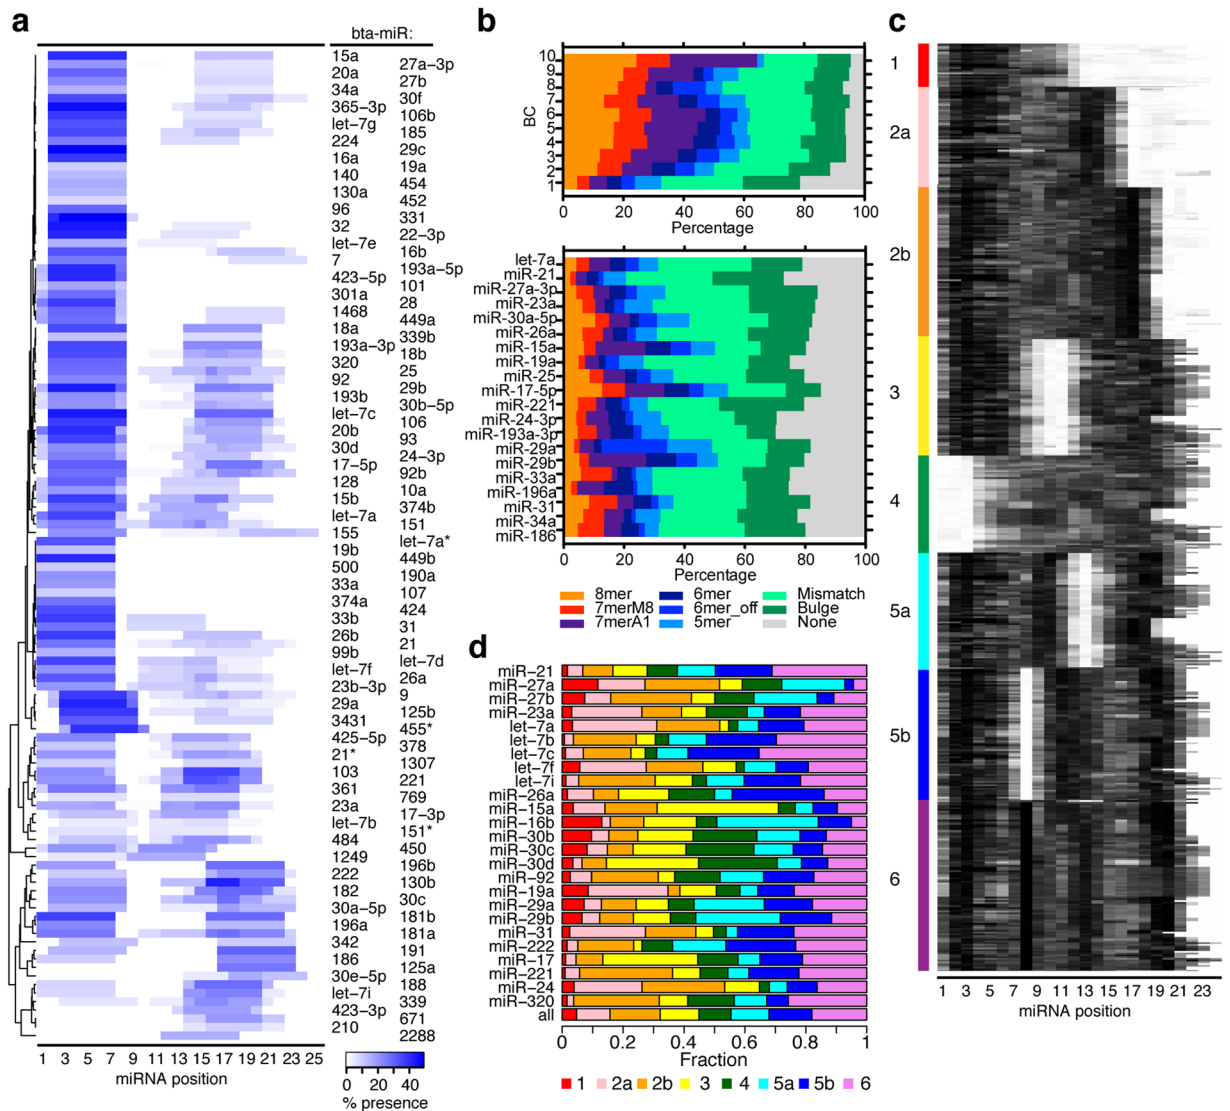 a
bta-miR:
15a
27a-3p
20a
27b
34a
30f
365-3p
106b
let-7g
185
224
29c
16a
19a
140
454
130a
452
96
331
32
22-3p
let-7e
16b
7
193a-5p
423-5p
101
301a
28
1468
449a
18a
339b
193a-3p
18b
320
25
92
29b
193b
30b-5p
let-7c
106
20b
93
30d
24-3p
17-5p
92b
128
10a
15b
374b
let-7a
151
155
let-7a*
19b
449b
500
190a
33a
107
374a
424
33b
31
26b
21
99b
let-7d
let-7f
26a
23b-3p
9
29a
125b
3431
455*
425-5p
378
21*
1307
103
221
361
769
23a
17-3p
let-7b
151*
484
450
1249
196b
222
130b
182
30c
30a-5p
181b
196a
181a
342
191
186
125a
30e-5p
188
let-7i
339
423-3p
671
210
2288
1 3 5 7 9 11 13 15 17 19 21 23 25
miRNA position
0 20 40
% presence
b
BC
10
9
8
7
6
5
4
3
2
1
0 20 40 60 80 100
Percentage
let-7a
miR-21
miR-27a-3p
miR-23a
miR-30a-5p
miR-26a
miR-15a
miR-19a
miR-25
miR-17-5p
miR-221
miR-24-3p
miR-193a-3p
miR-29a
miR-29b
miR-33a
miR-196a
miR-31
miR-34a
miR-186
0 20 40 60 80 100
Percentage
8mer 6mer Mismatch
7merM8 6mer_off Bulge
7merA1 5mer None
c
1
2a
2b
3
4
5a
5b
6
1 3 5 7 9 11 13 15 17 19 21 23
miRNA position
d
miR-21
miR-27a
miR-27b
miR-23a
let-7a
let-7b
let-7c
let-7f
let-7i
miR-26a
miR-15a
miR-16b
miR-30b
miR-30c
miR-30d
miR-92
miR-19a
miR-29a
miR-29b
miR-31
miR-222
miR-17
miR-221
miR-24
miR-320
all
0 0.2 0.4 0.6 0.8 1
Fraction
1 2a 2b 3 4 5a 5b 6